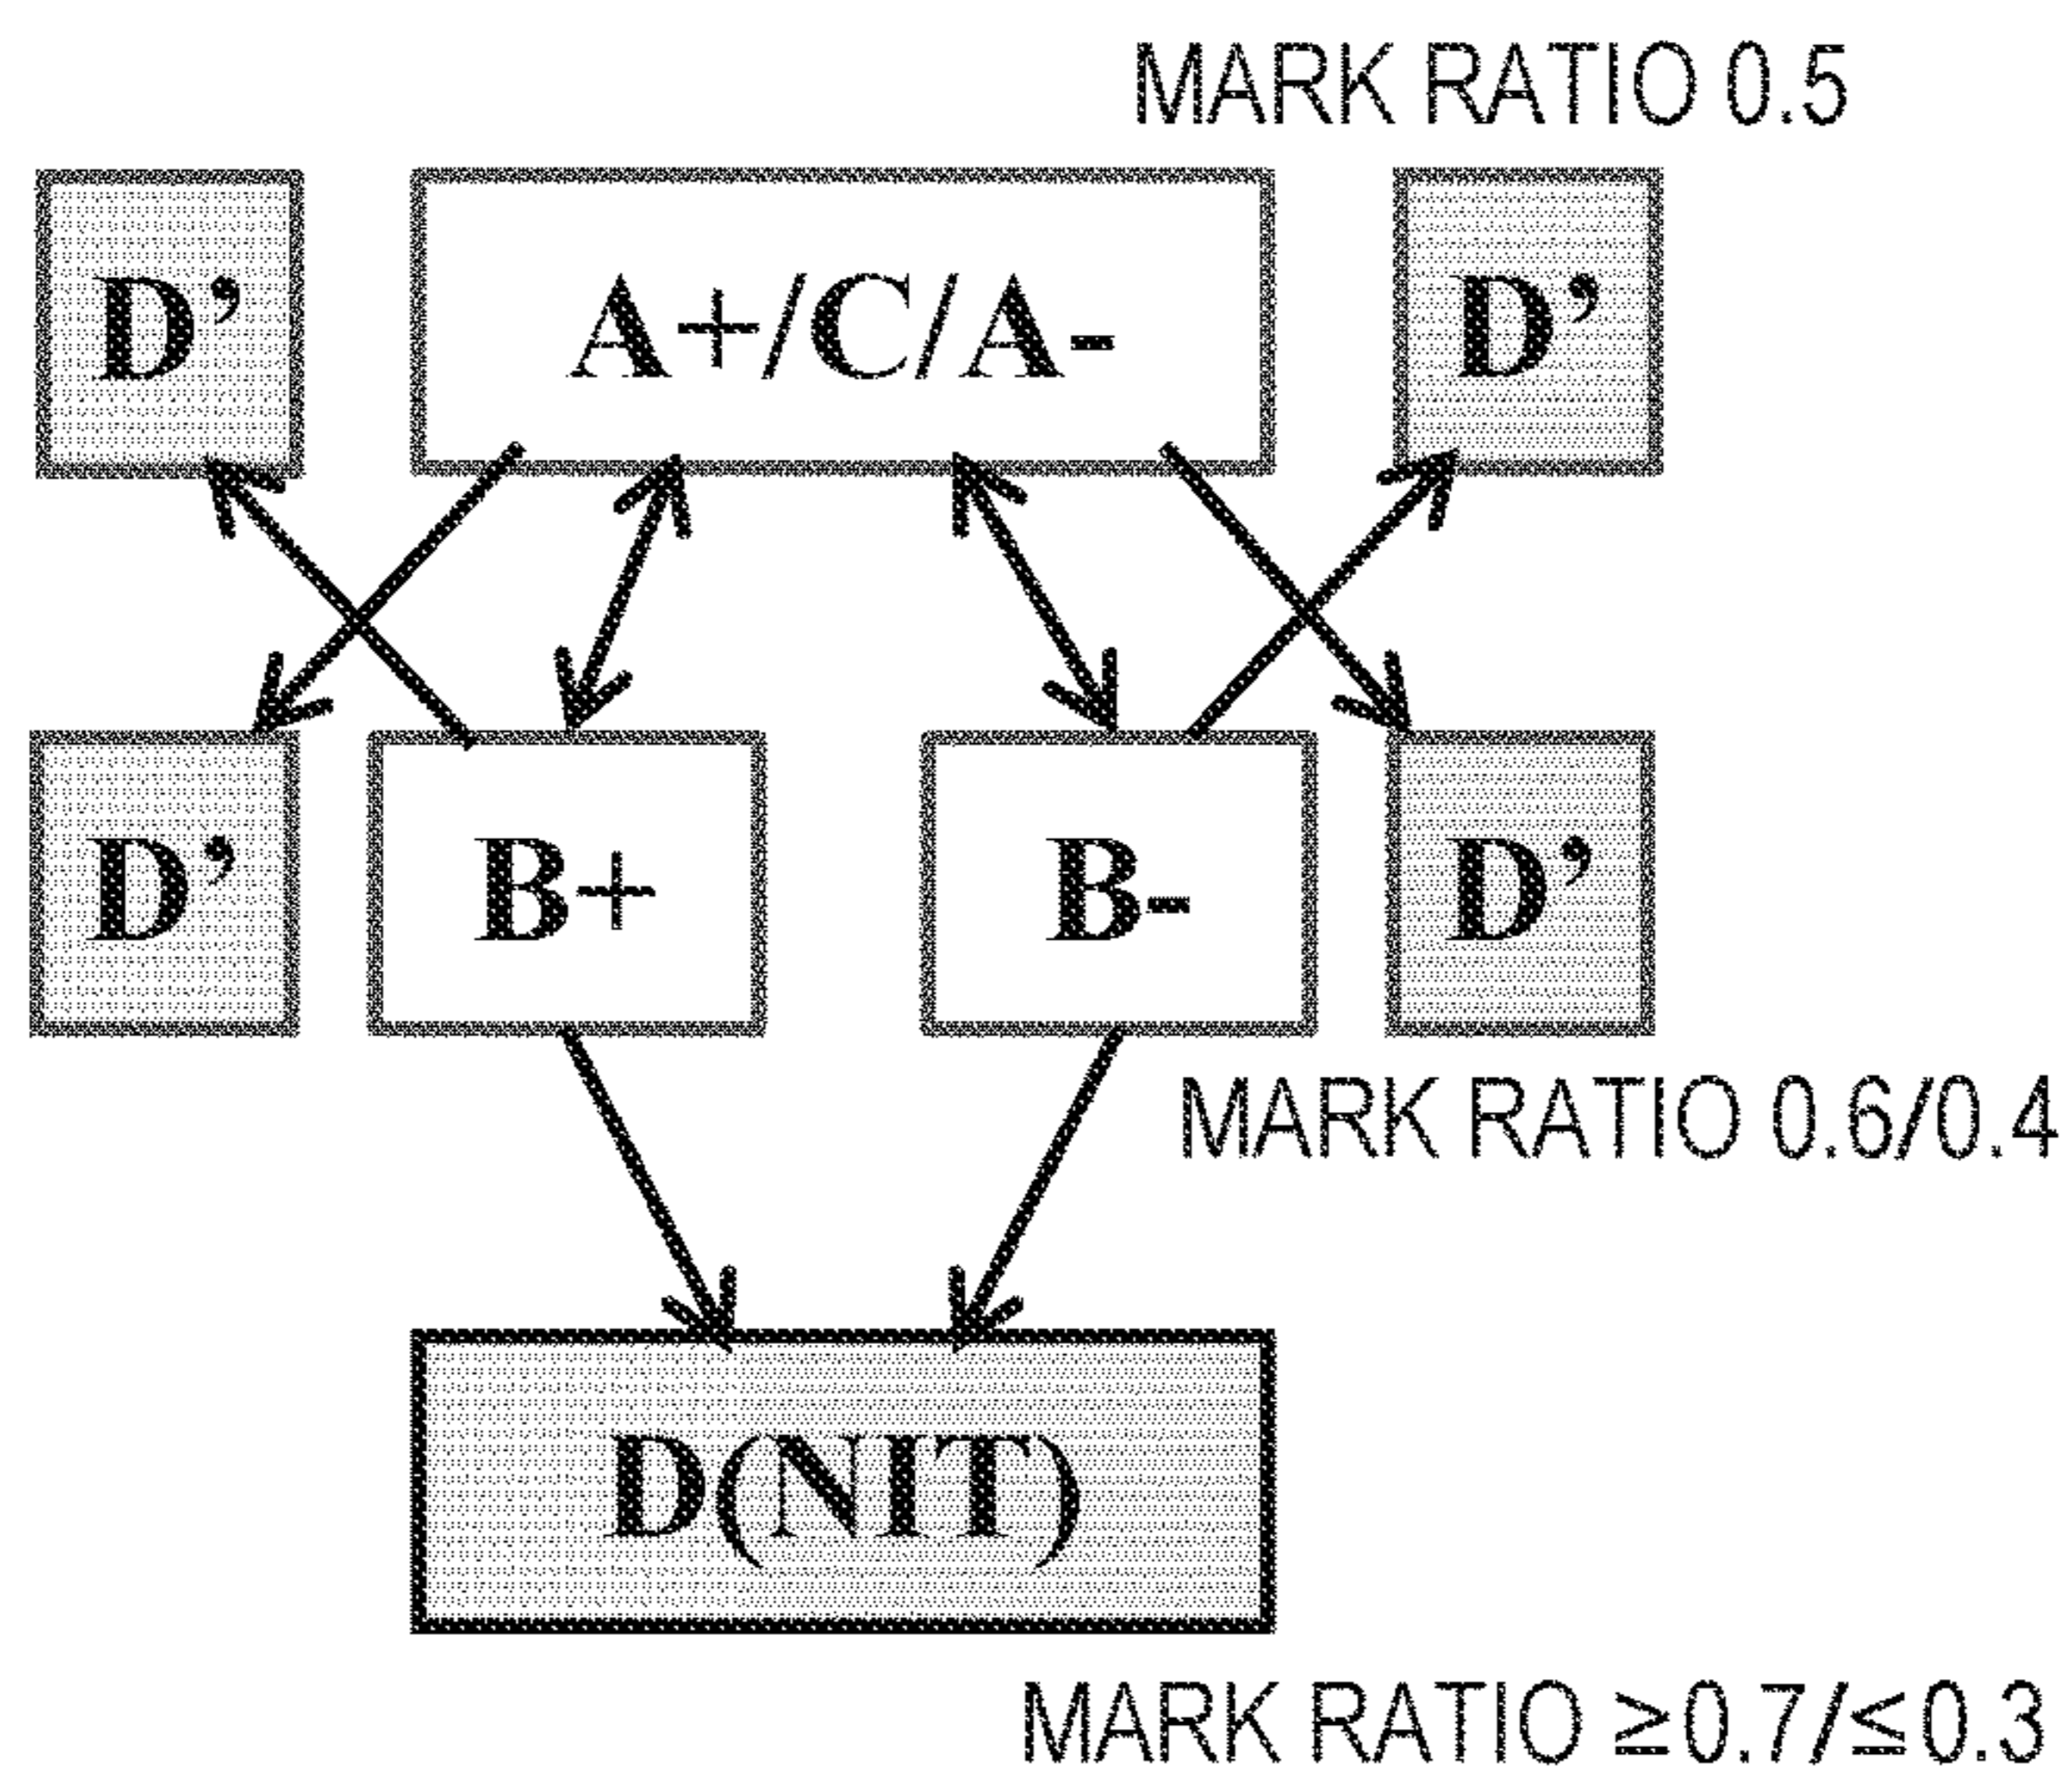 MARK RATIO 0.5
D’ A+/C/A- D’
D’ B+ B- D’
MARK RATIO 0.6/0.4
D(NIT)
MARK RATIO ≥0.7/≤0.3